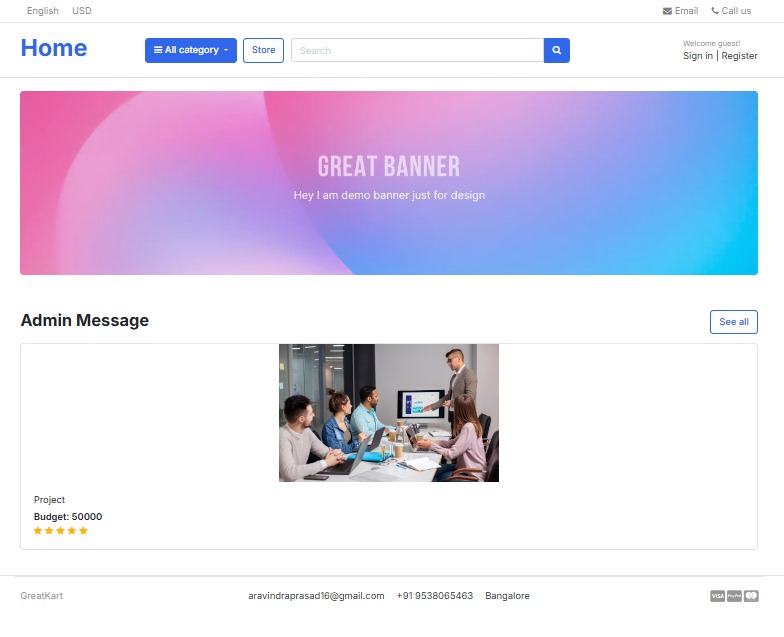 English USD Email Call us
Home All category Store Search Welcome guest!
Sign in | Register
GREAT BANNER
Hey I am demo banner just for design
Admin Message See all
Project
Budget: 50000
GreatKart aravindraprasad16@gmail.com +91 9538065463 Bangalore VISA PayPal